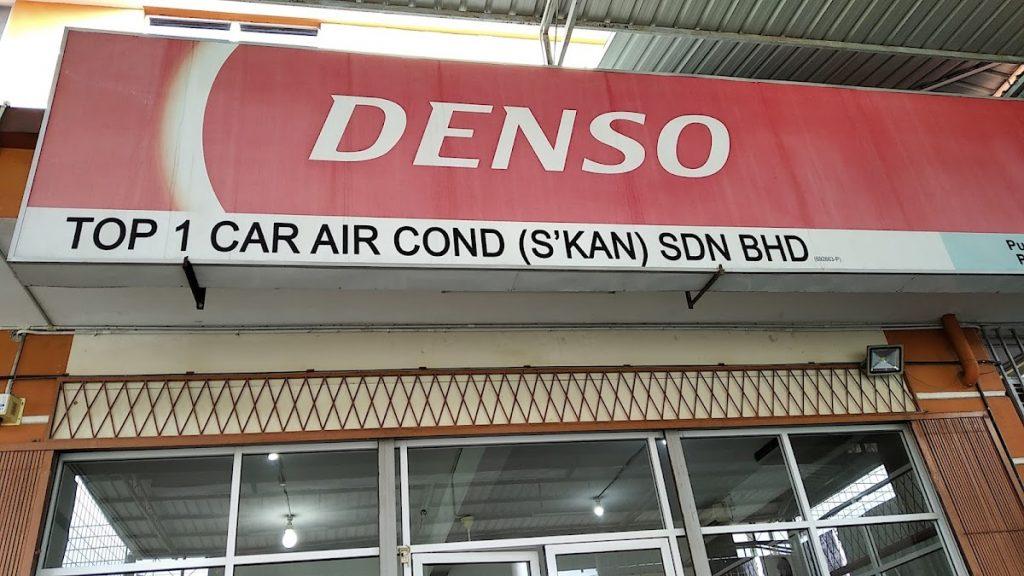 DENSO
TOP 1 CAR AIR COND (S'KAN) SDN BHD